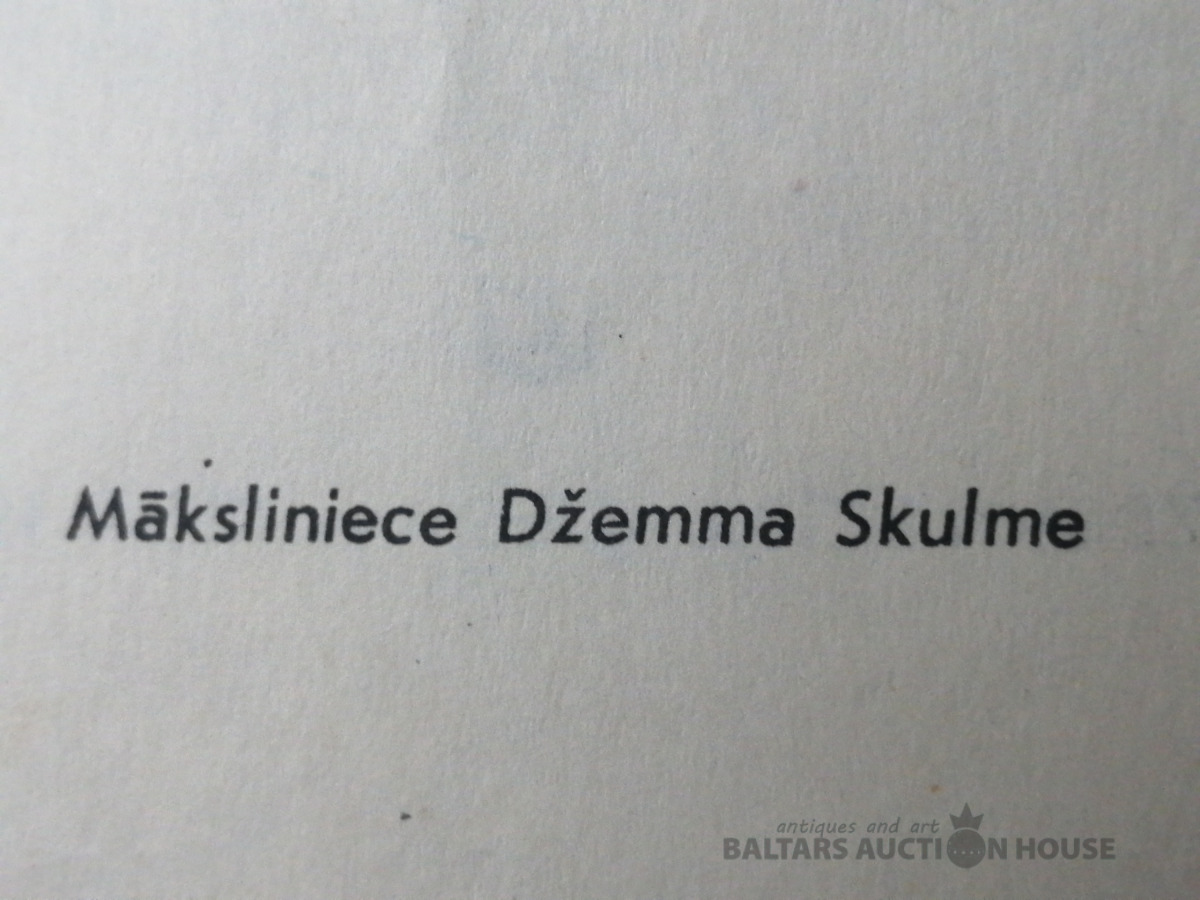 Māksliniece Džemma Skulme
antiques and art
BALTARS AUCTION HOUSE